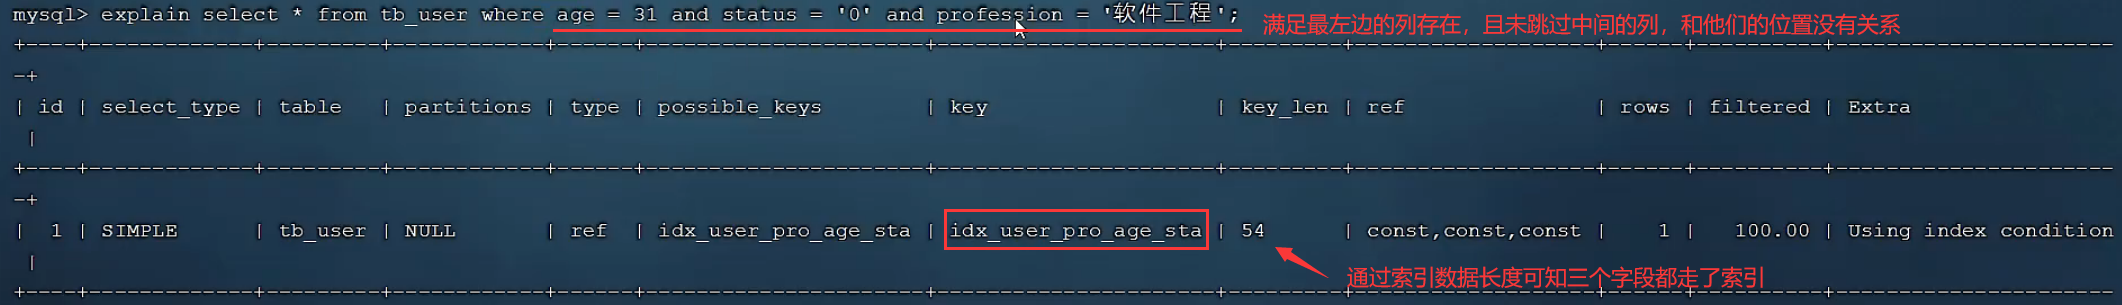 mysql> explain select * from tb_user where age = 31 and status = '0' and profession = '软件工程';
满足最左边的列存在，且未跳过中间的列，和他们的位置没有关系
+----+-------------+---------+------------+------+----------------------+----------------------+---------+-------------------+------+----------+----------------------
-+
| id | select_type | table   | partitions | type | possible_keys        | key                  | key_len | ref               | rows | filtered | Extra
 |
+----+-------------+---------+------------+------+----------------------+----------------------+---------+-------------------+------+----------+----------------------
-+
|  1 | SIMPLE      | tb_user | NULL       | ref  | idx_user_pro_age_sta | idx_user_pro_age_sta | 54      | const,const,const |    1 |   100.00 | Using index condition
 |
通过索引数据长度可知三个字段都走了索引
+----+-------------+---------+------------+------+----------------------+----------------------+---------+-------------------+------+----------+----------------------